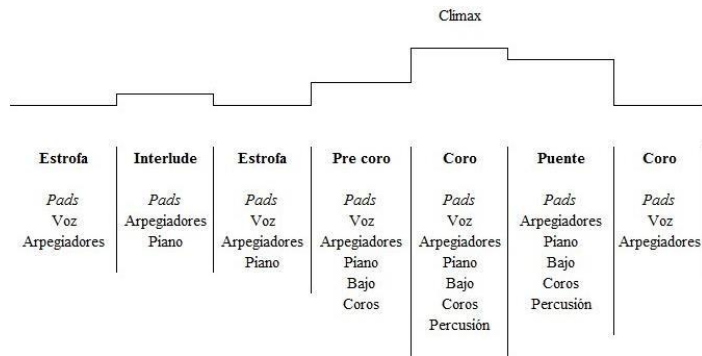 Climax
Estrofa
Pads
Voz
Arpegiadores
Interlude
Pads
Arpegiadores
Piano
Estrofa
Pads
Voz
Arpegiadores
Piano
Pre coro
Pads
Voz
Arpegiadores
Piano
Bajo
Coros
Coro
Pads
Voz
Arpegiadores
Piano
Bajo
Coros
Percusión
Puente
Pads
Arpegiadores
Piano
Bajo
Coros
Percusión
Coro
Pads
Voz
Arpegiadores